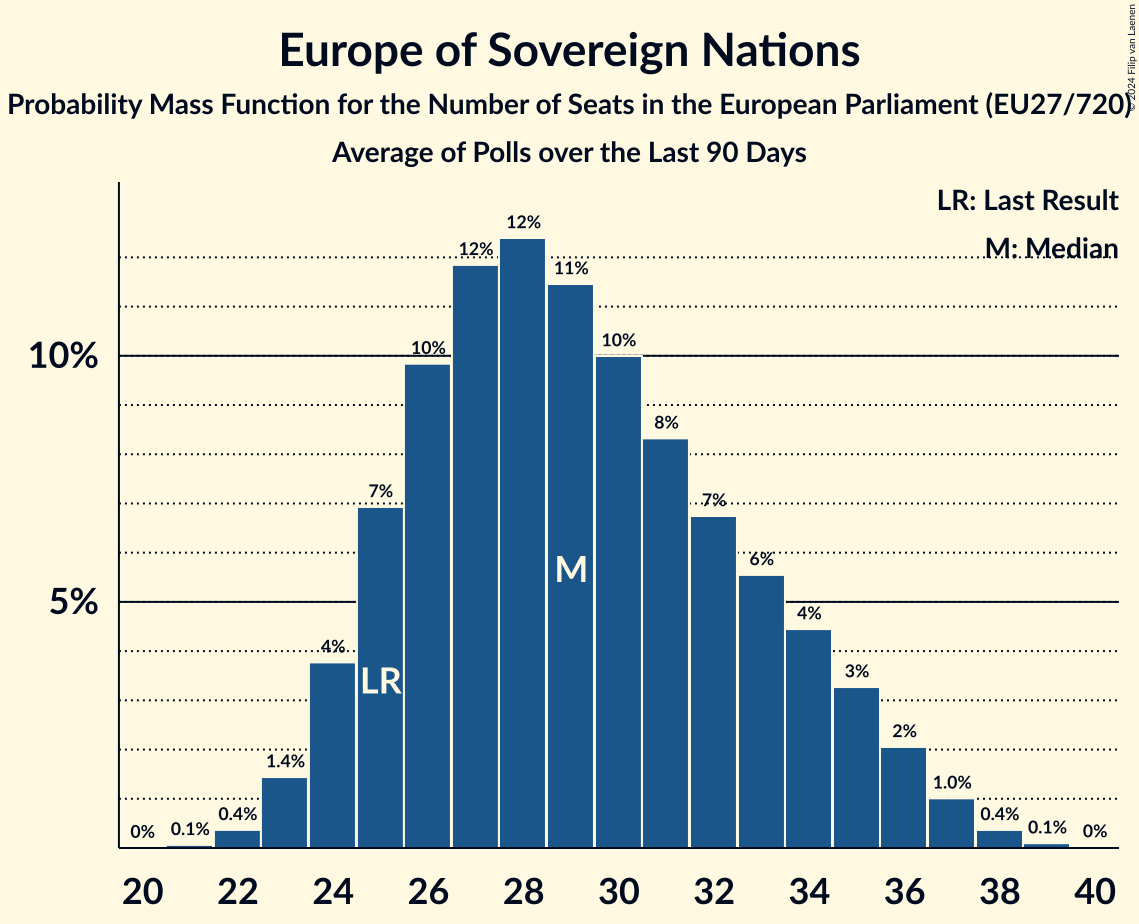 Europe of Sovereign Nations
Probability Mass Function for the Number of Seats in the European Parliament (EU27/720)
Average of Polls over the Last 90 Days
© 2024 Filip van Laenen
LR: Last Result
M: Median
10%
5%
0%
0.1%
0.4%
1.4%
4%
7%
10%
12%
12%
11%
10%
8%
7%
6%
4%
3%
2%
1.0%
0.4%
0.1%
0%
LR
M
20 22 24 26 28 30 32 34 36 38 40